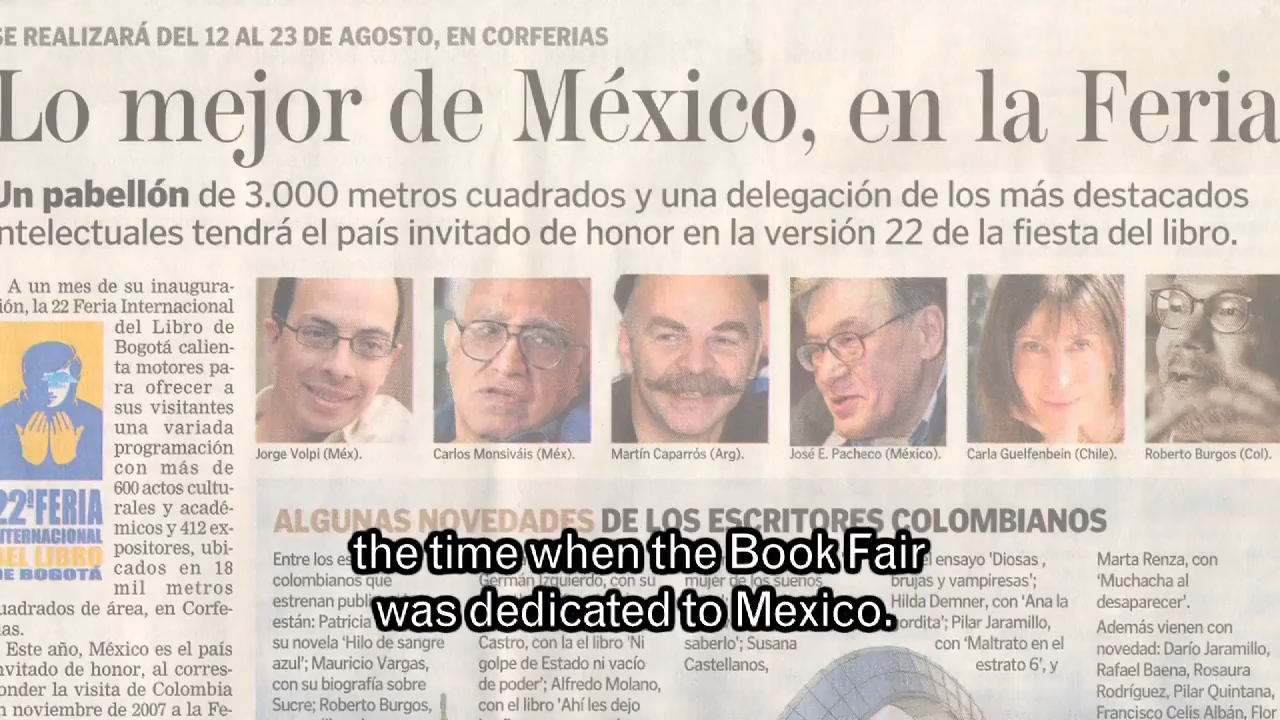 SE REALIZARÁ DEL 12 AL 23 DE AGOSTO, EN CORFERIAS
Lo mejor de México, en la Feria
Un pabellón de 3.000 metros cuadrados y una delegación de los más destacados
intelectuales tendrá el país invitado de honor en la versión 22 de la fiesta del libro.
A un mes de su inaugura-
ción, la 22 Feria Internacional
del Libro de
Bogotá calien-
ta motores pa-
ra ofrecer a
sus visitantes
una variada
programación
con más de
600 actos cultu-
rales y acadé-
micos y 412 ex-
positores, ubi-
cados en 18
mil metros
cuadrados de área, en Corfe-
rias.
Este año, México es el país
invitado de honor, al corres-
ponder la visita de Colombia
en noviembre de 2007 a la Fe-
22ª FERIA
INTERNACIONAL
DEL LIBRO
DE BOGOTÁ
Jorge Volpi (Méx).
Carlos Monsiváis (Méx).
Martín Caparrós (Arg).
José E. Pacheco (México).
Carla Guelfenbein (Chile).
Roberto Burgos (Col).
ALGUNAS NOVEDADES DE LOS ESCRITORES COLOMBIANOS
Entre los es
colombianos que
estrenan public
están: Patricia
su novela 'Hilo de sangre
azul'; Mauricio Vargas,
con su biografía sobre
Sucre; Roberto Burgos,
Germán Izquierdo, con su
Castro, con la el libro 'Ni
golpe de Estado ni vacío
de poder'; Alfredo Molano,
con el libro 'Ahí les dejo
mujer de los sueños
saberlo'; Susana
Castellanos,
el ensayo 'Diosas ,
brujas y vampiresas';
Hilda Demner, con 'Ana la
gordita'; Pilar Jaramillo,
con 'Maltrato en el
estrato 6', y
Marta Renza, con
'Muchacha al
desaparecer'.
Además vienen con
novedad: Darío Jaramillo,
Rafael Baena, Rosaura
Rodríguez, Pilar Quintana,
Francisco Celis Albán, Flor
the time when the Book Fair
was dedicated to Mexico.